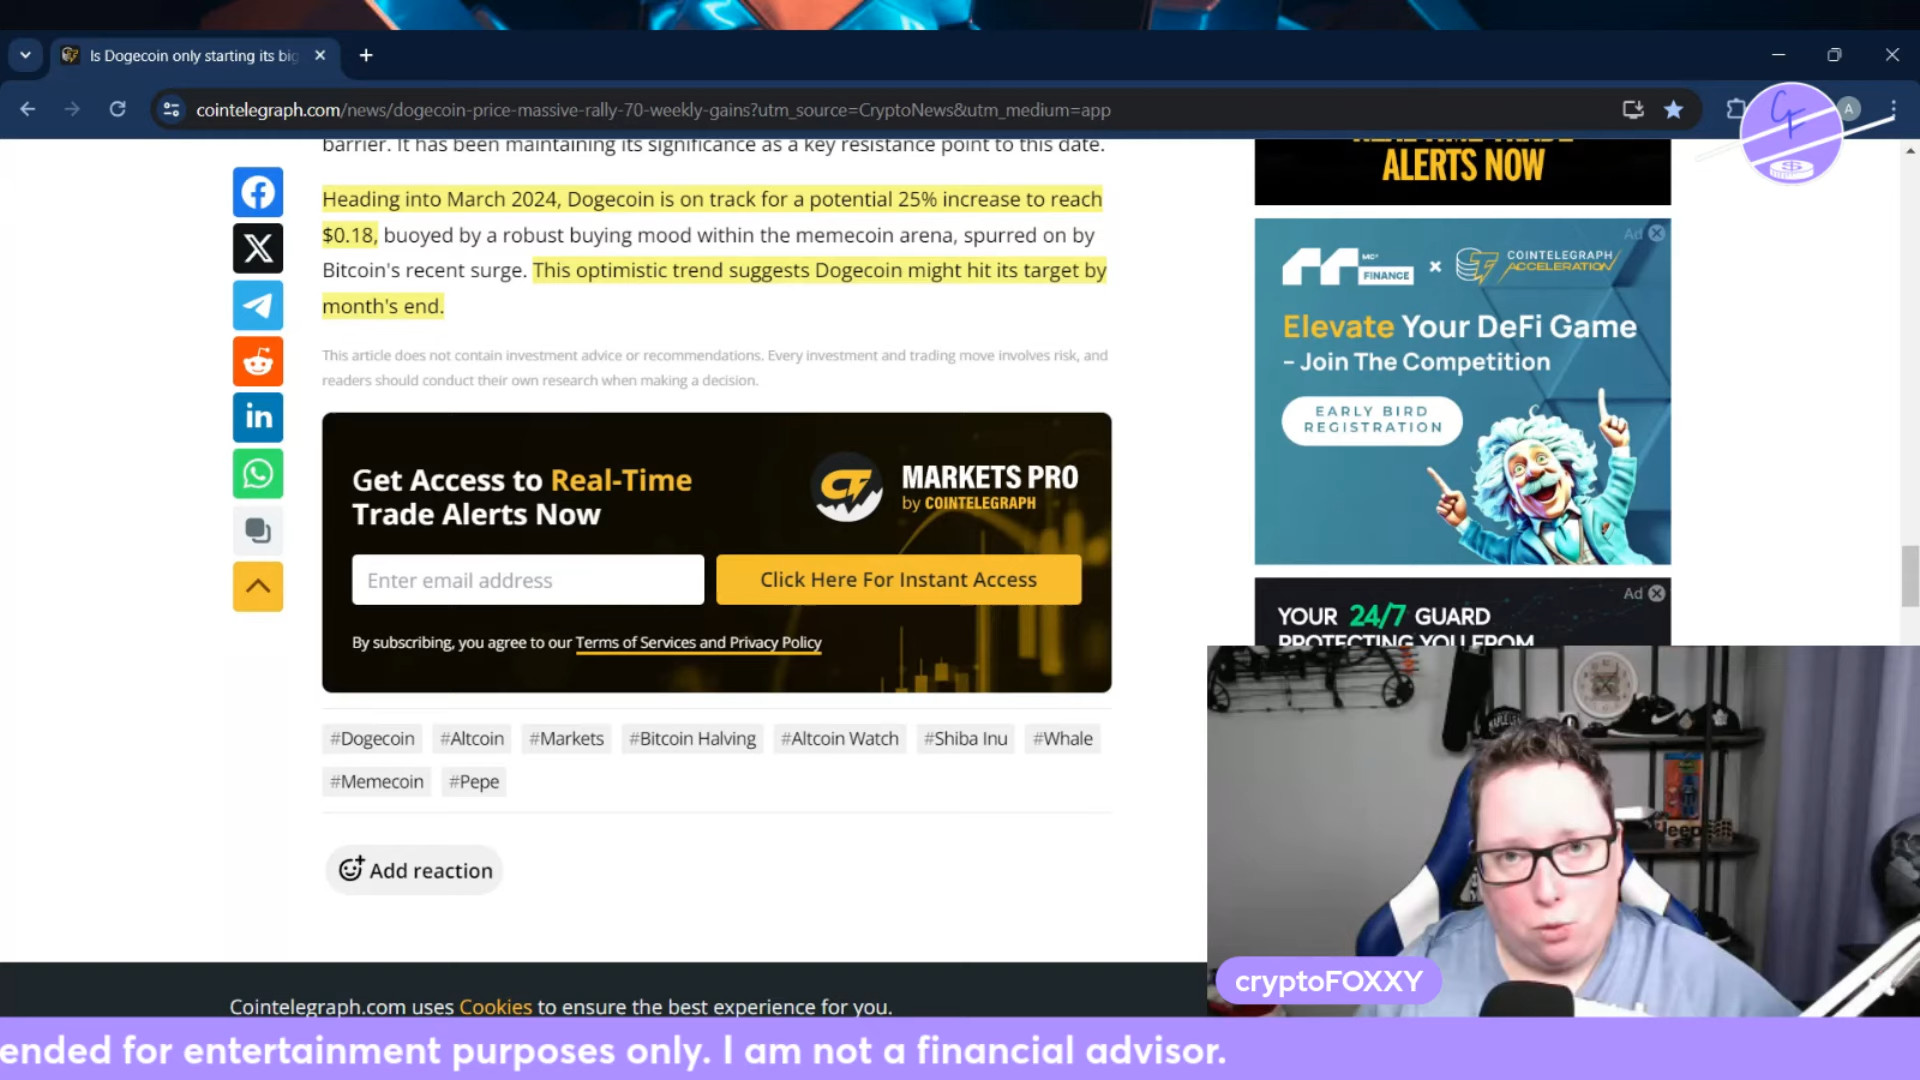 Is Dogecoin only starting its big
cointelegraph.com/news/dogecoin-price-massive-rally-70-weekly-gains?utm_source=CryptoNews&utm_medium=app
A
CF
barrier. It has been maintaining its significance as a key resistance point to this date.
Heading into March 2024, Dogecoin is on track for a potential 25% increase to reach
$0.18, buoyed by a robust buying mood within the memecoin arena, spurred on by
Bitcoin's recent surge. This optimistic trend suggests Dogecoin might hit its target by
month's end.
This article does not contain investment advice or recommendations. Every investment and trading move involves risk, and
readers should conduct their own research when making a decision.
Get Access to Real-Time
Trade Alerts Now
MARKETS PRO
by COINTELEGRAPH
Enter email address
Click Here For Instant Access
By subscribing, you agree to our Terms of Services and Privacy Policy
#Dogecoin #Altcoin #Markets #Bitcoin Halving #Altcoin Watch #Shiba Inu #Whale
#Memecoin #Pepe
Add reaction
ALERTS NOW
Ad
FINANCE
COINTELEGRAPH
ACCELERATION
Elevate Your DeFi Game
– Join The Competition
EARLY BIRD
REGISTRATION
Ad
YOUR 24/7 GUARD
PROTECTING YOU FROM
Jeep
cryptoFOXXY
Cointelegraph.com uses Cookies to ensure the best experience for you.
ended for entertainment purposes only. I am not a financial advisor.